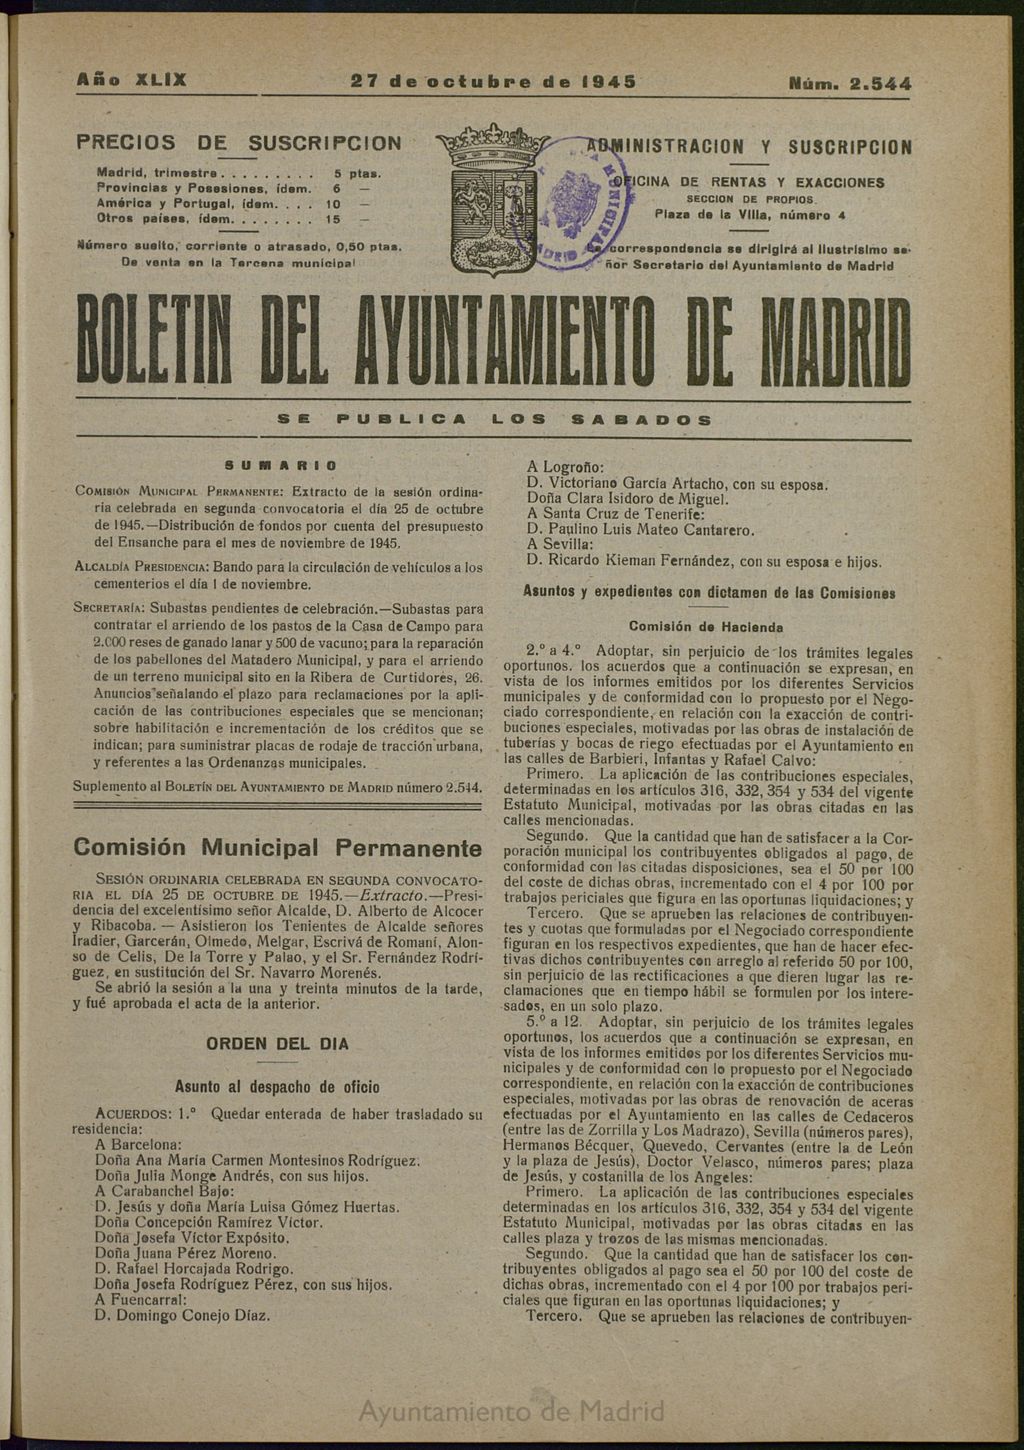 Año XLIX
27 de octubre de 1945
Núm. 2.544
PRECIOS DE SUSCRIPCION
Madrid, trimestre. . . . . . . . . 5 ptas.
Provincias y Posesiones, ídem. 6 —
América y Portugal, ídem. . . . 10 —
Otros países, ídem. . . . . . . . 15 —
Número suelto, corriente o atrasado, 0,50 ptas.
De venta en la Tercena municipal
ADMINISTRACION Y SUSCRIPCION
OFICINA DE RENTAS Y EXACCIONES
SECCION DE PROPIOS
Plaza de la Villa, número 4
La correspondencia se dirigirá al Ilustrísimo se-
ñor Secretario del Ayuntamiento de Madrid
BOLETIN DEL AYUNTAMIENTO DE MADRID
SE PUBLICA LOS SABADOS
SUMARIO
COMISIÓN MUNICIPAL PERMANENTE: Extracto de la sesión ordina-
ria celebrada en segunda convocatoria el día 25 de octubre
de 1945.—Distribución de fondos por cuenta del presupuesto
del Ensanche para el mes de noviembre de 1945.
ALCALDÍA PRESIDENCIA: Bando para la circulación de vehículos a los
cementerios el día 1 de noviembre.
SECRETARÍA: Subastas pendientes de celebración.—Subastas para
contratar el arriendo de los pastos de la Casa de Campo para
2.000 reses de ganado lanar y 500 de vacuno; para la reparación
de los pabellones del Matadero Municipal, y para el arriendo
de un terreno municipal sito en la Ribera de Curtidores, 26.
Anuncios señalando el plazo para reclamaciones por la apli-
cación de las contribuciones especiales que se mencionan;
sobre habilitación e incrementación de los créditos que se
indican; para suministrar placas de rodaje de tracción urbana,
y referentes a las Ordenanzas municipales.
Suplemento al BOLETÍN DEL AYUNTAMIENTO DE MADRID número 2.544.
Comisión Municipal Permanente
SESIÓN ORDINARIA CELEBRADA EN SEGUNDA CONVOCATO-
RIA EL DÍA 25 DE OCTUBRE DE 1945.—Extracto.—Presi-
dencia del excelentísimo señor Alcalde, D. Alberto de Alcocer
y Ribacoba. — Asistieron los Tenientes de Alcalde señores
Iradier, Garcerán, Olmedo, Melgar, Escrivá de Romaní, Alon-
so de Celis, De la Torre y Palao, y el Sr. Fernández Rodrí-
guez, en sustitución del Sr. Navarro Morenés.
Se abrió la sesión a la una y treinta minutos de la tarde,
y fué aprobada el acta de la anterior.
ORDEN DEL DIA
Asunto al despacho de oficio
ACUERDOS: 1.º Quedar enterada de haber trasladado su
residencia:
A Barcelona:
Doña Ana María Carmen Montesinos Rodríguez.
Doña Julia Monge Andrés, con sus hijos.
A Carabanchel Bajo:
D. Jesús y doña María Luisa Gómez Huertas.
Doña Concepción Ramírez Víctor.
Doña Josefa Víctor Expósito.
Doña Juana Pérez Moreno.
D. Rafael Horcajada Rodrigo.
Doña Josefa Rodríguez Pérez, con sus hijos.
A Fuencarral:
D. Domingo Conejo Díaz.
A Logroño:
D. Victoriano García Artacho, con su esposa.
Doña Clara Isidoro de Miguel.
A Santa Cruz de Tenerife:
D. Paulino Luis Mateo Cantarero.
A Sevilla:
D. Ricardo Kieman Fernández, con su esposa e hijos.
Asuntos y expedientes con dictamen de las Comisiones
Comisión de Hacienda
2.º a 4.º Adoptar, sin perjuicio de los trámites legales
oportunos, los acuerdos que a continuación se expresan, en
vista de los informes emitidos por los diferentes Servicios
municipales y de conformidad con lo propuesto por el Nego-
ciado correspondiente, en relación con la exacción de contri-
buciones especiales, motivadas por las obras de instalación de
tuberías y bocas de riego efectuadas por el Ayuntamiento en
las calles de Barbieri, Infantas y Rafael Calvo:
Primero. La aplicación de las contribuciones especiales,
determinadas en los artículos 316, 332, 354 y 534 del vigente
Estatuto Municipal, motivadas por las obras citadas en las
calles mencionadas.
Segundo. Que la cantidad que han de satisfacer a la Cor-
poración municipal los contribuyentes obligados al pago, de
conformidad con las citadas disposiciones, sea el 50 por 100
del coste de dichas obras, incrementado con el 4 por 100 por
trabajos periciales que figura en las oportunas liquidaciones; y
Tercero. Que se aprueben las relaciones de contribuyen-
tes y cuotas que formuladas por el Negociado correspondiente
figuran en los respectivos expedientes, que han de hacer efec-
tivas dichos contribuyentes con arreglo al referido 50 por 100,
sin perjuicio de las rectificaciones a que dieren lugar las re-
clamaciones que en tiempo hábil se formulen por los intere-
sados, en un solo plazo.
5.º a 12. Adoptar, sin perjuicio de los trámites legales
oportunos, los acuerdos que a continuación se expresan, en
vista de los informes emitidos por los diferentes Servicios mu-
nicipales y de conformidad con lo propuesto por el Negociado
correspondiente, en relación con la exacción de contribuciones
especiales, motivadas por las obras de renovación de aceras
efectuadas por el Ayuntamiento en las calles de Cedaceros
(entre las de Zorrilla y Los Madrazo), Sevilla (números pares),
Hermanos Bécquer, Quevedo, Cervantes (entre la de León
y la plaza de Jesús), Doctor Velasco, números pares; plaza
de Jesús, y costanilla de los Angeles:
Primero. La aplicación de las contribuciones especiales
determinadas en los artículos 316, 332, 354 y 534 del vigente
Estatuto Municipal, motivadas por las obras citadas en las
calles plaza y trozos de las mismas mencionadas.
Segundo. Que la cantidad que han de satisfacer los con-
tribuyentes obligados al pago sea el 50 por 100 del coste de
dichas obras, incrementado con el 4 por 100 por trabajos peri-
ciales que figuran en las oportunas liquidaciones; y
Tercero. Que se aprueben las relaciones de contribuyen-
Ayuntamiento de Madrid